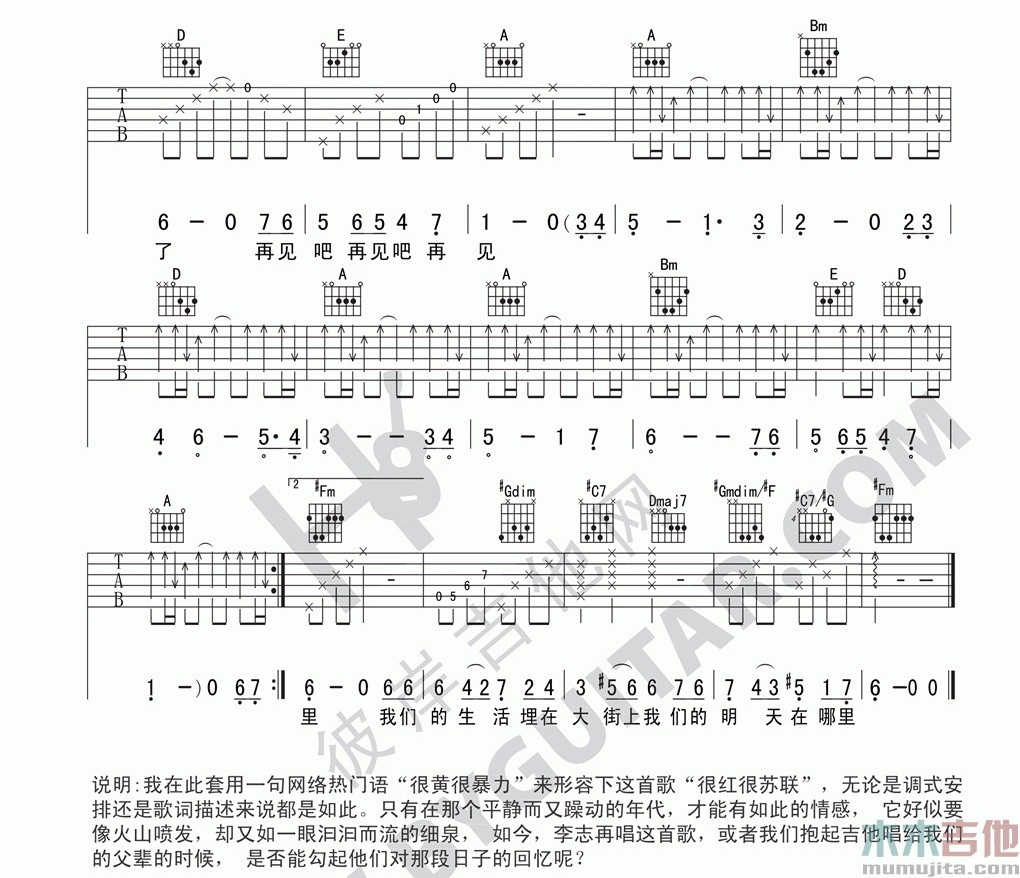 D E A A Bm
T A B
6 - 0 7 6 5 6 5 4 7 1 - 0 ( 3 4 5 - 1· 3 2 - 0 2 3
了 再见 吧 再见吧 再 见
D A A Bm E D
T A B
4 6 - 5·4 3 - - 3 4 5 - 1 7 6 - - 7 6 5 6 5 4 7
A 2 #Fm #Gdim #C7 Dmaj7 #Gmdim/#F #C7/#G #Fm
T A B
1 - ) 0 6 7 6 - 0 6 6 6 4 2 7 2 4 3 #5 6 6 7 6 7 4 3 #5 1 7 6 - 0 0
里 我们 的 生 活 埋在 大 街上我们的 明 天在 哪里
说明:我在此套用一句网络热门语“很黄很暴力”来形容下这首歌“很红很苏联”,无论是调式安
排还是歌词描述来说都是如此。只有在那个平静而又躁动的年代,才能有如此的情感, 它好似要
像火山喷发,却又如一眼汩汩而流的细泉, 如今,李志再唱这首歌,或者我们抱起吉他唱给我们
的父辈的时候, 是否能勾起他们对那段日子的回忆呢?
彼岸吉他网
BYGUITAR.COM
木木吉他
mumujita.com